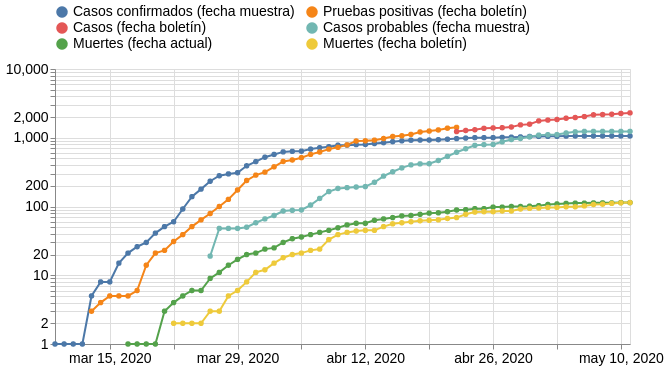 Casos confirmados (fecha muestra)
Pruebas positivas (fecha boletín)
Casos (fecha boletín)
Casos probables (fecha muestra)
Muertes (fecha actual)
Muertes (fecha boletín)
10,000
2,000
1,000
200
100
20
10
2
1
mar 15, 2020
mar 29, 2020
abr 12, 2020
abr 26, 2020
may 10, 2020